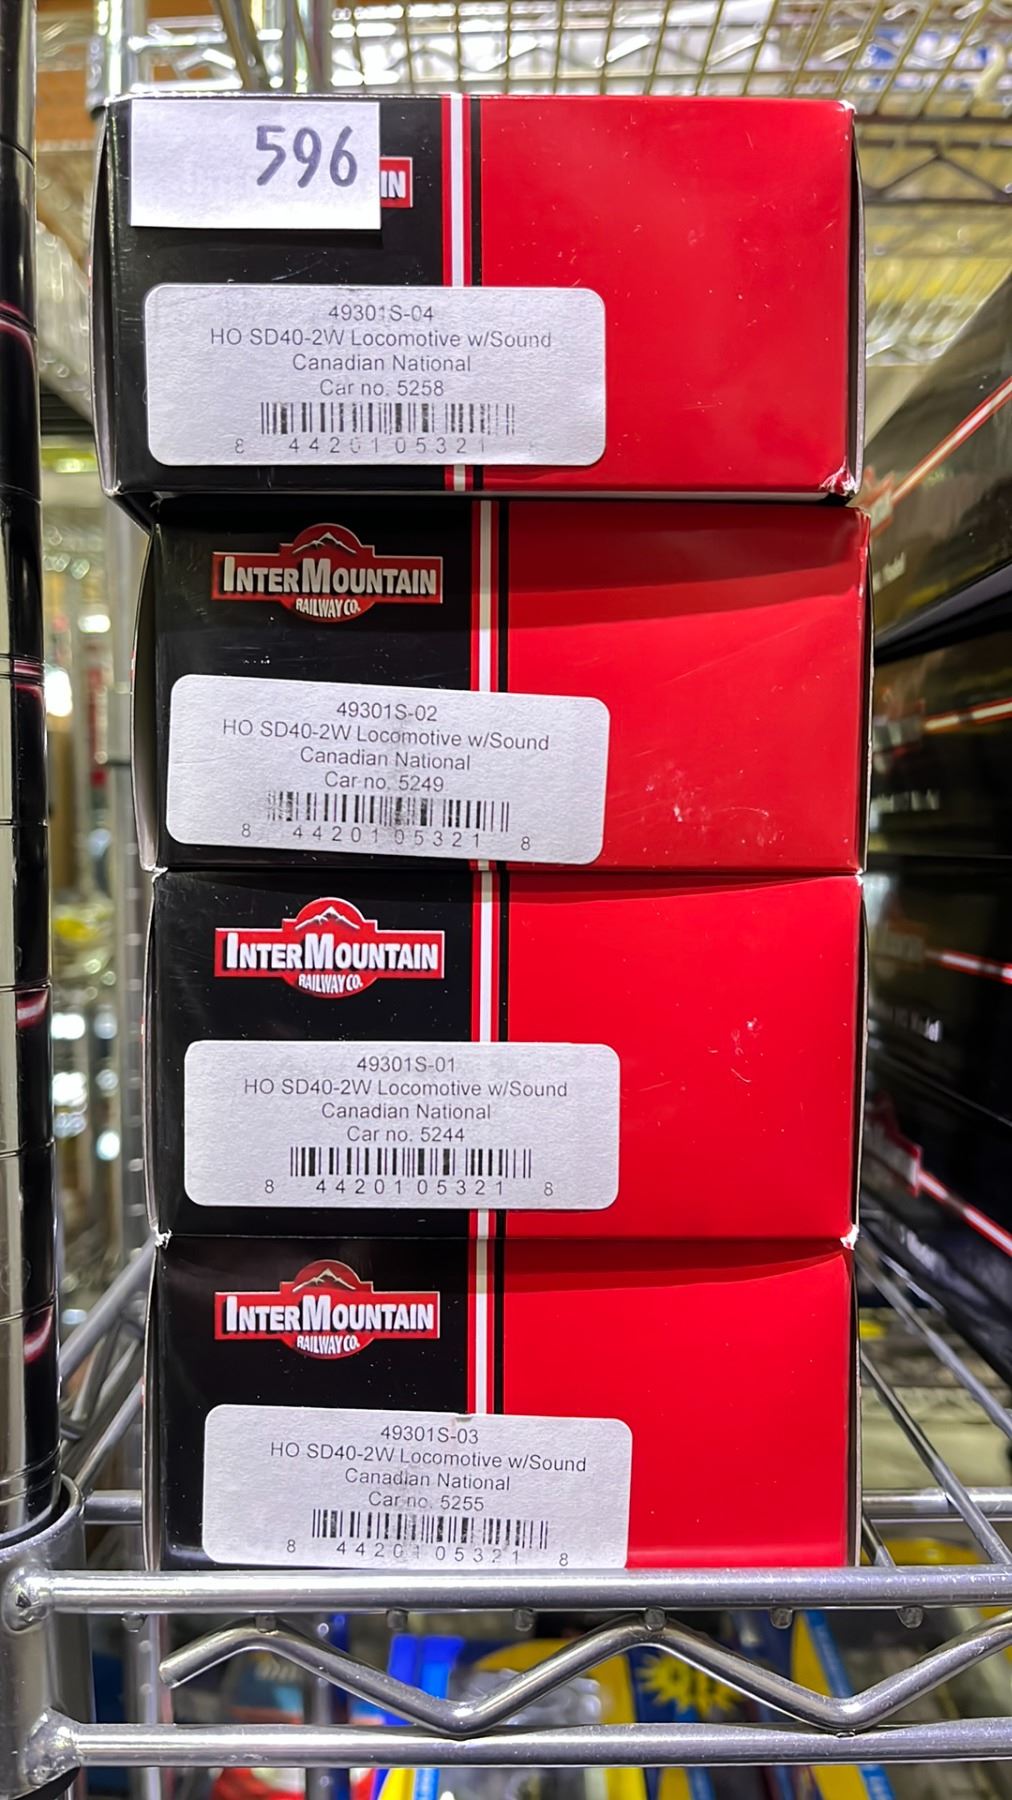 596
IN
49301S-04
HO SD40-2W Locomotive w/Sound
Canadian National
Car no. 5258
8 44201 05321
INTERMOUNTAIN
RAILWAY CO.
49301S-02
HO SD40-2W Locomotive w/Sound
Canadian National
Car no. 5249
8 44201 05321 8
INTERMOUNTAIN
RAILWAY CO.
49301S-01
HO SD40-2W Locomotive w/Sound
Canadian National
Car no. 5244
8 44201 05321 8
INTERMOUNTAIN
RAILWAY CO.
49301S-03
HO SD40-2W Locomotive w/Sound
Canadian National
Car no. 5255
8 44201 05321 8